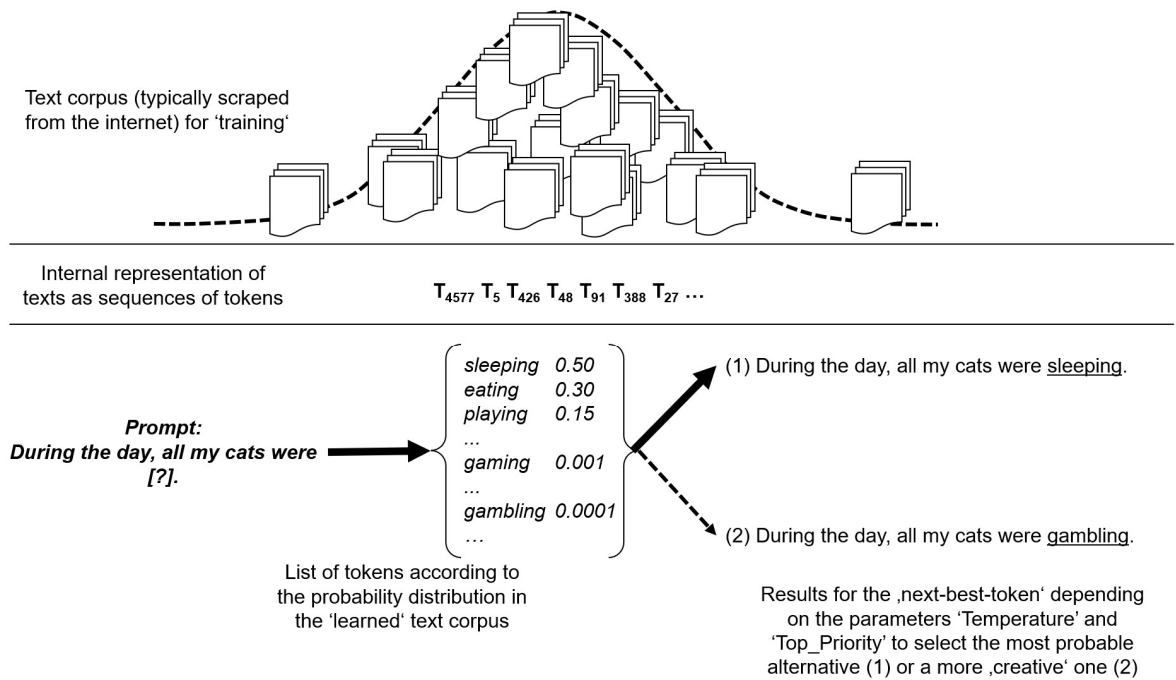 Text corpus (typically scraped
from the internet) for ‘training‘
Internal representation of
texts as sequences of tokens
T4577 T5 T426 T48 T91 T388 T27 ...
Prompt:
During the day, all my cats were
[?].
sleeping 0.50
eating 0.30
playing 0.15
...
gaming 0.001
...
gambling 0.0001
...
List of tokens according to
the probability distribution in
the ‘learned‘ text corpus
(1) During the day, all my cats were sleeping.
(2) During the day, all my cats were gambling.
Results for the ‚next-best-token‘ depending
on the parameters ‘Temperature’ and
‘Top_Priority’ to select the most probable
alternative (1) or a more ‚creative‘ one (2)